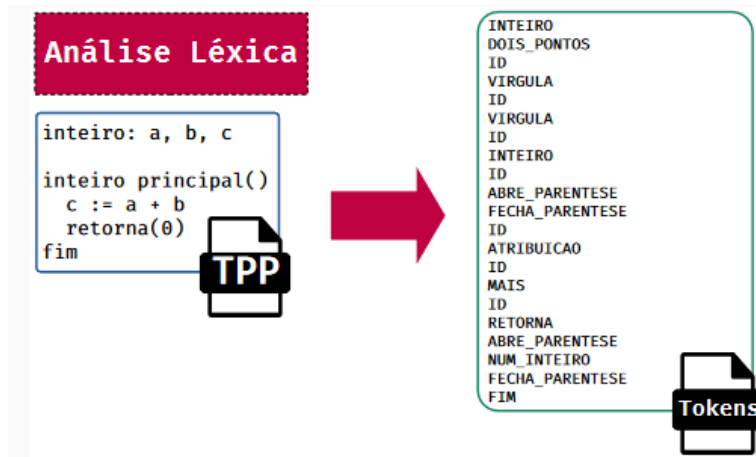 Análise Léxica
inteiro: a, b, c
inteiro principal()
c := a + b
retorna(0)
fim
TPP
INTEIRO
DOIS_PONTOS
ID
VIRGULA
ID
VIRGULA
ID
INTEIRO
ID
ABRE_PARENTESE
FECHA_PARENTESE
ID
ATRIBUICAO
ID
MAIS
ID
RETORNA
ABRE_PARENTESE
NUM_INTEIRO
FECHA_PARENTESE
FIM
Tokens